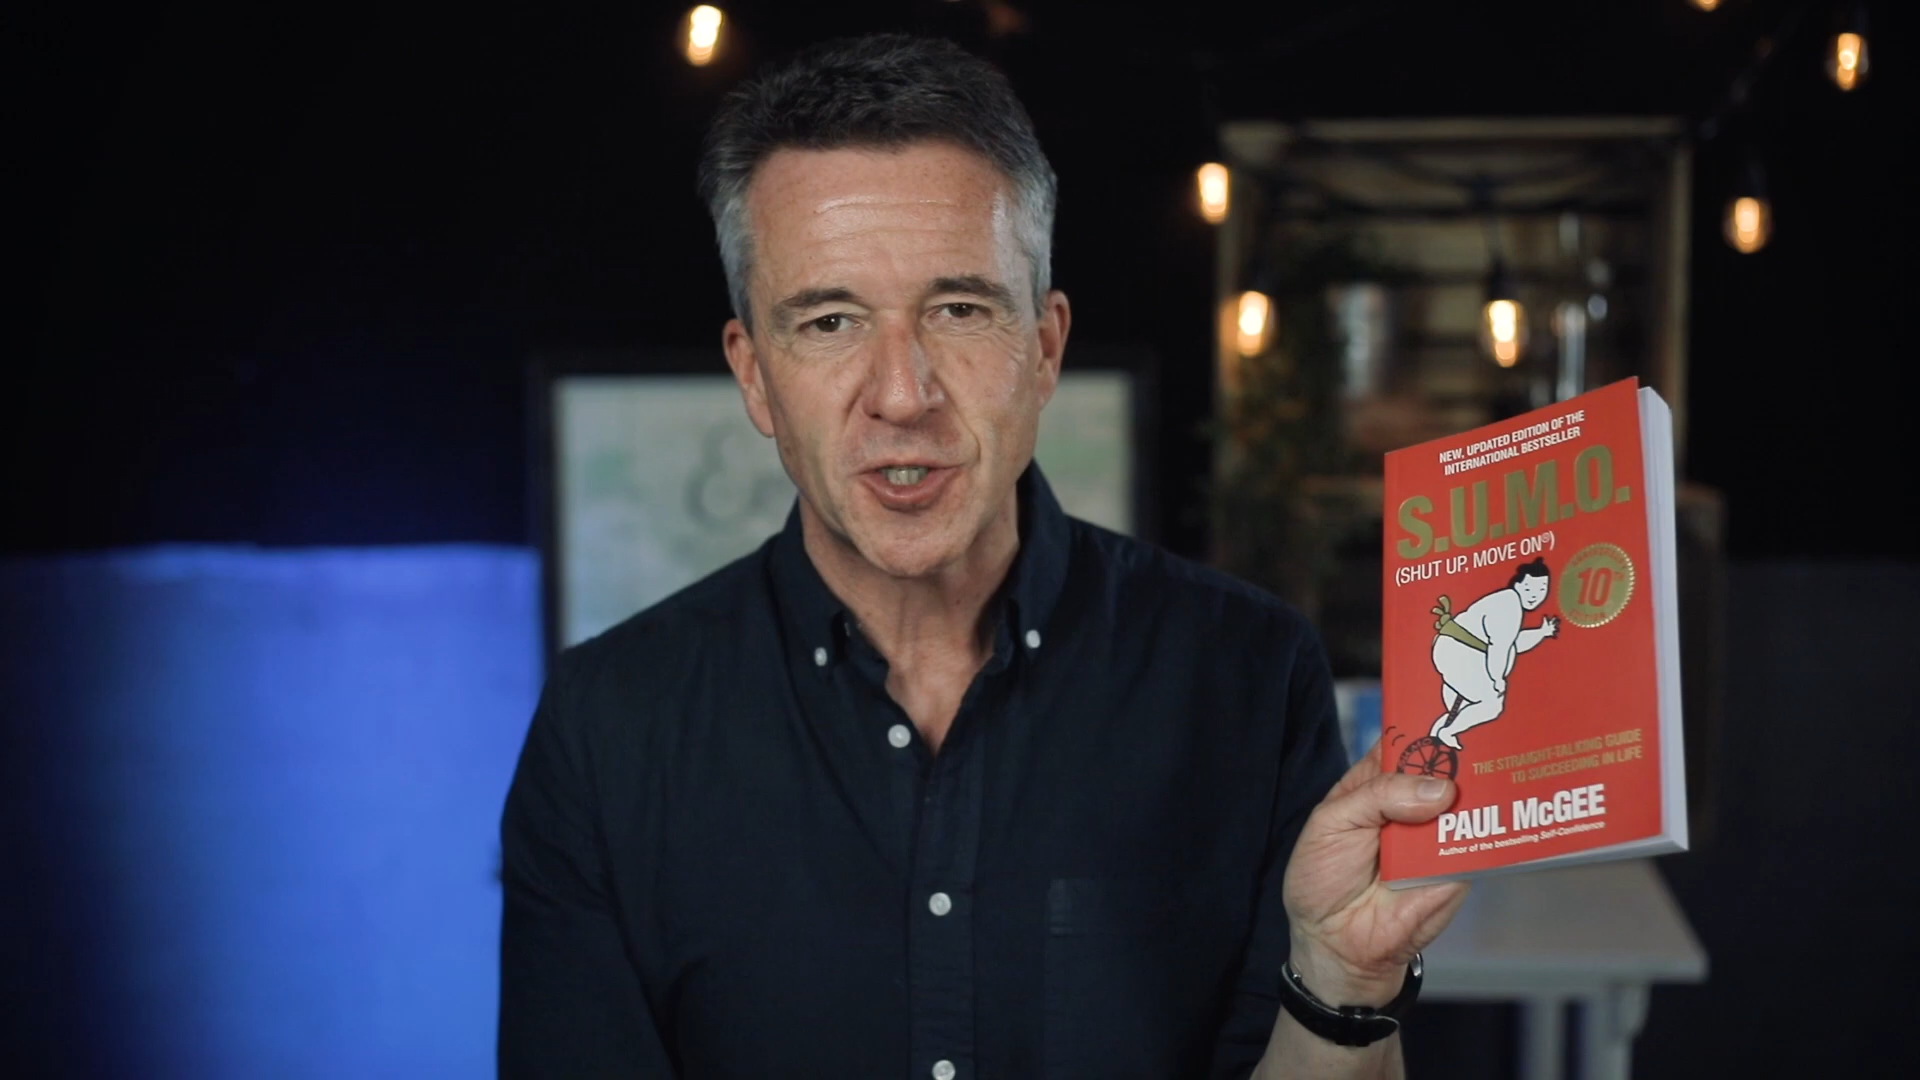 NEW, UPDATED EDITION OF THE
INTERNATIONAL BESTSELLER
S.U.M.O.
(SHUT UP, MOVE ON®)
10
THE STRAIGHT-TALKING GUIDE
TO SUCCEEDING IN LIFE
PAUL McGEE
Author of the bestselling Self-Confidence